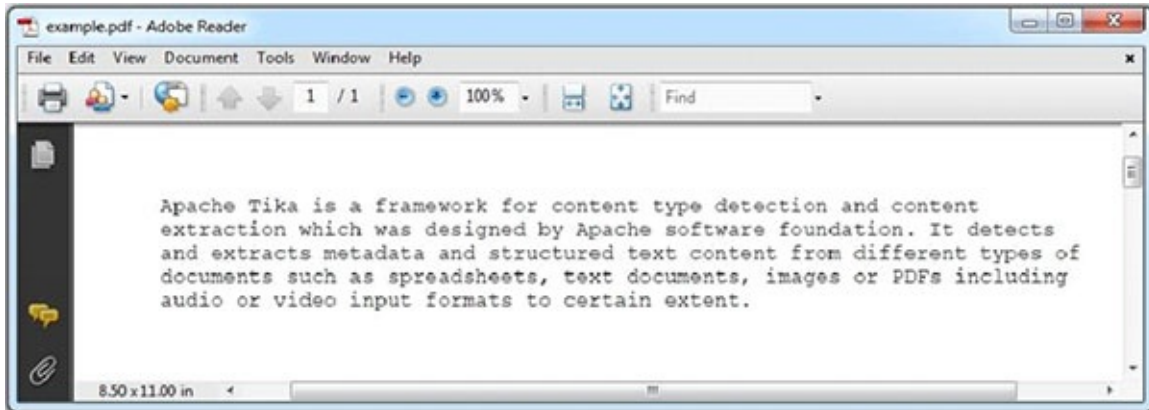 example.pdf - Adobe Reader
File Edit View Document Tools Window Help
1 / 1 100% Find
Apache Tika is a framework for content type detection and content
extraction which was designed by Apache software foundation. It detects
and extracts metadata and structured text content from different types of
documents such as spreadsheets, text documents, images or PDFs including
audio or video input formats to certain extent.
8.50 x 11.00 in